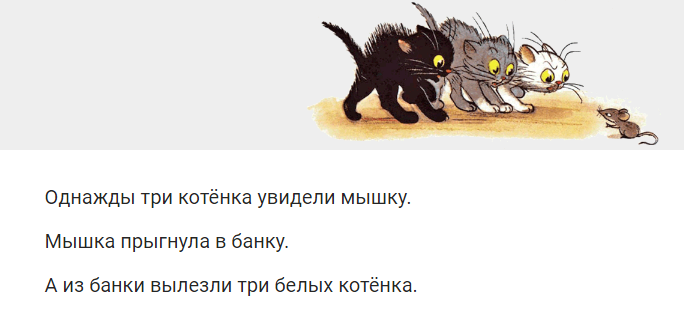 Однажды три котёнка увидели мышку.
Мышка прыгнула в банку.
А из банки вылезли три белых котёнка.